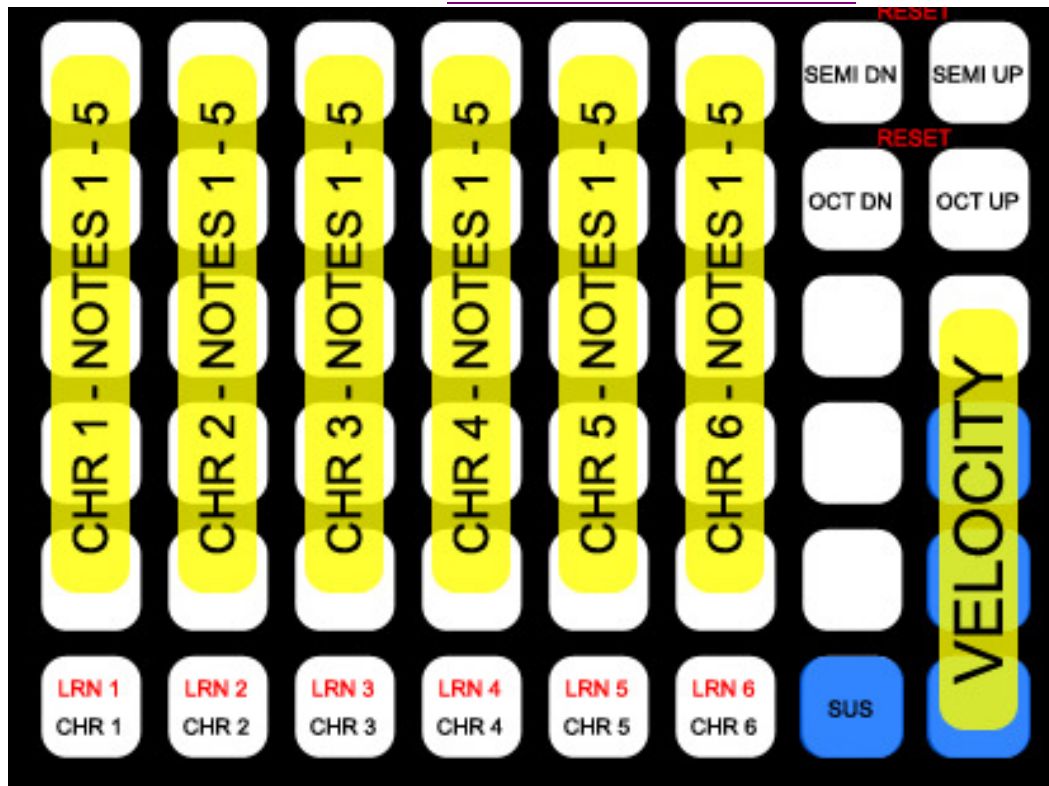 RESET
SEMI DN
SEMI UP
RESET
OCT DN
OCT UP
CHR 1 - NOTES 1 - 5
CHR 2 - NOTES 1 - 5
CHR 3 - NOTES 1 - 5
CHR 4 - NOTES 1 - 5
CHR 5 - NOTES 1 - 5
CHR 6 - NOTES 1 - 5
VELOCITY
LRN 1
CHR 1
LRN 2
CHR 2
LRN 3
CHR 3
LRN 4
CHR 4
LRN 5
CHR 5
LRN 6
CHR 6
SUS